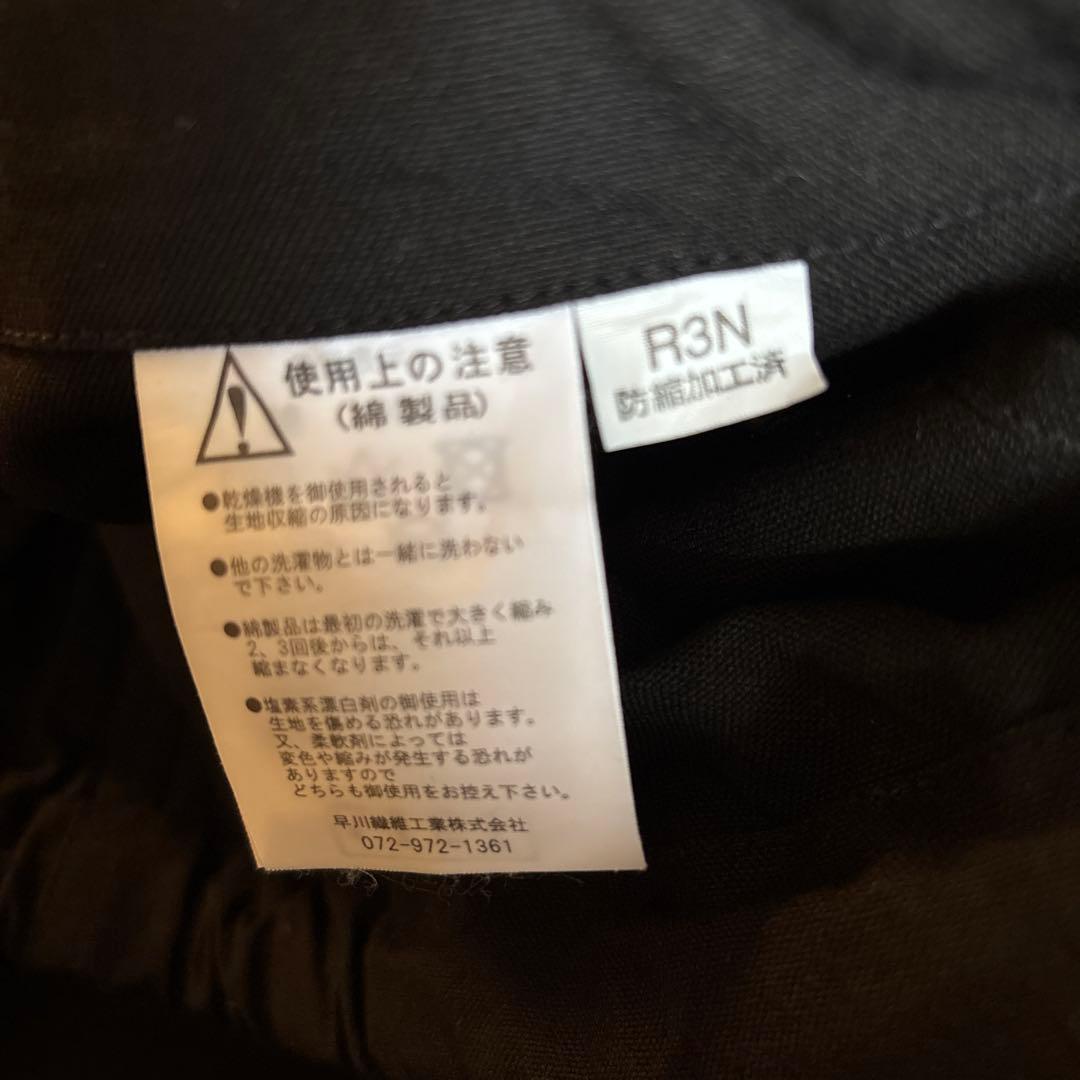 使用上の注意
(綿製品)
●乾燥機を御使用されると
生地収縮の原因になります。
●他の洗濯物とは一緒に洗わない
で下さい。
●綿製品は最初の洗濯で大きく縮み
2、3回後からは、それ以上
縮まなくなります。
●塩素系漂白剤の御使用は
生地を傷める恐れがあります。
又、柔軟剤によっては
変色や縮みが発生する恐れが
ありますので
どちらも御使用をお控え下さい。
早川繊維工業株式会社
072-972-1361
R3N
防縮加工済